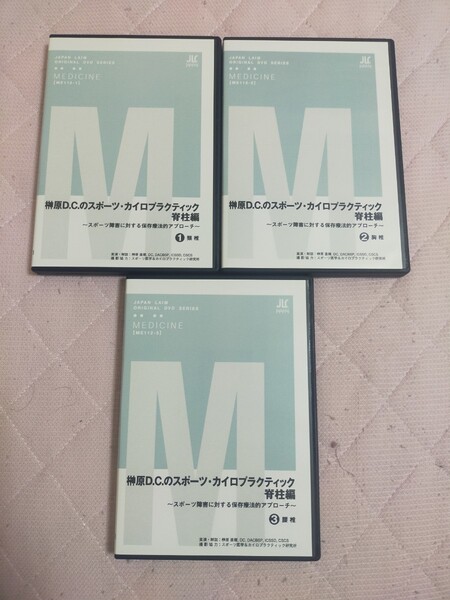 JAPAN LAIM
ORIGINAL DVD SERIES
JLC
MEDICINE
M
榊原D.C.のスポーツ・カイロプラクティック
脊柱編
〜スポーツ障害に対する保存療法的アプローチ〜
①頸椎
JAPAN LAIM
ORIGINAL DVD SERIES
JLC
MEDICINE
M
榊原D.C.のスポーツ・カイロプラクティック
脊柱編
〜スポーツ障害に対する保存療法的アプローチ〜
②胸椎
JAPAN LAIM
ORIGINAL DVD SERIES
JLC
MEDICINE
M
榊原D.C.のスポーツ・カイロプラクティック
脊柱編
〜スポーツ障害に対する保存療法的アプローチ〜
③腰椎